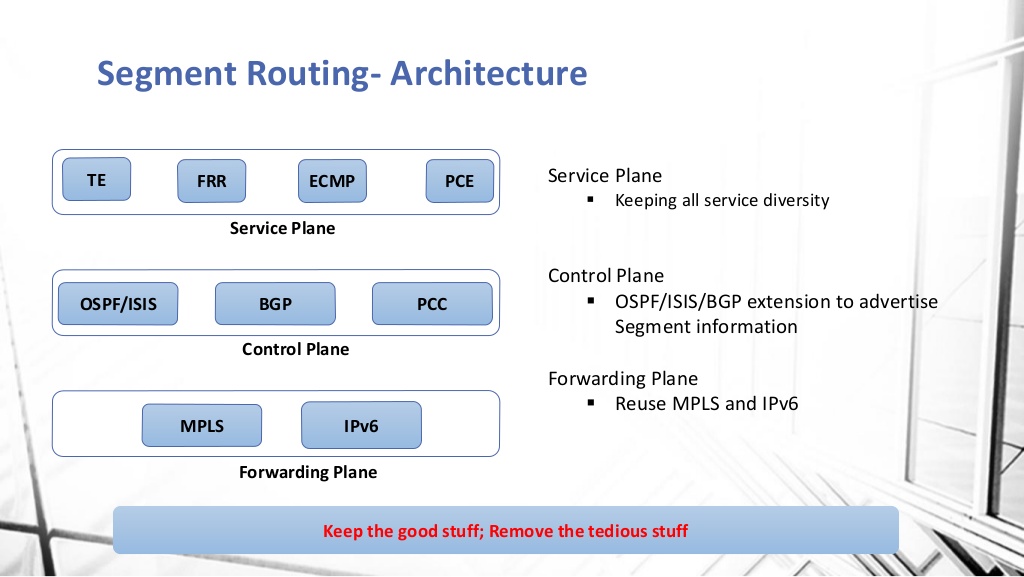 Segment Routing- Architecture
TE
FRR
ECMP
PCE
Service Plane
OSPF/ISIS
BGP
PCC
Control Plane
MPLS
IPv6
Forwarding Plane
Service Plane
▪ Keeping all service diversity
Control Plane
▪ OSPF/ISIS/BGP extension to advertise
Segment information
Forwarding Plane
▪ Reuse MPLS and IPv6
Keep the good stuff; Remove the tedious stuff